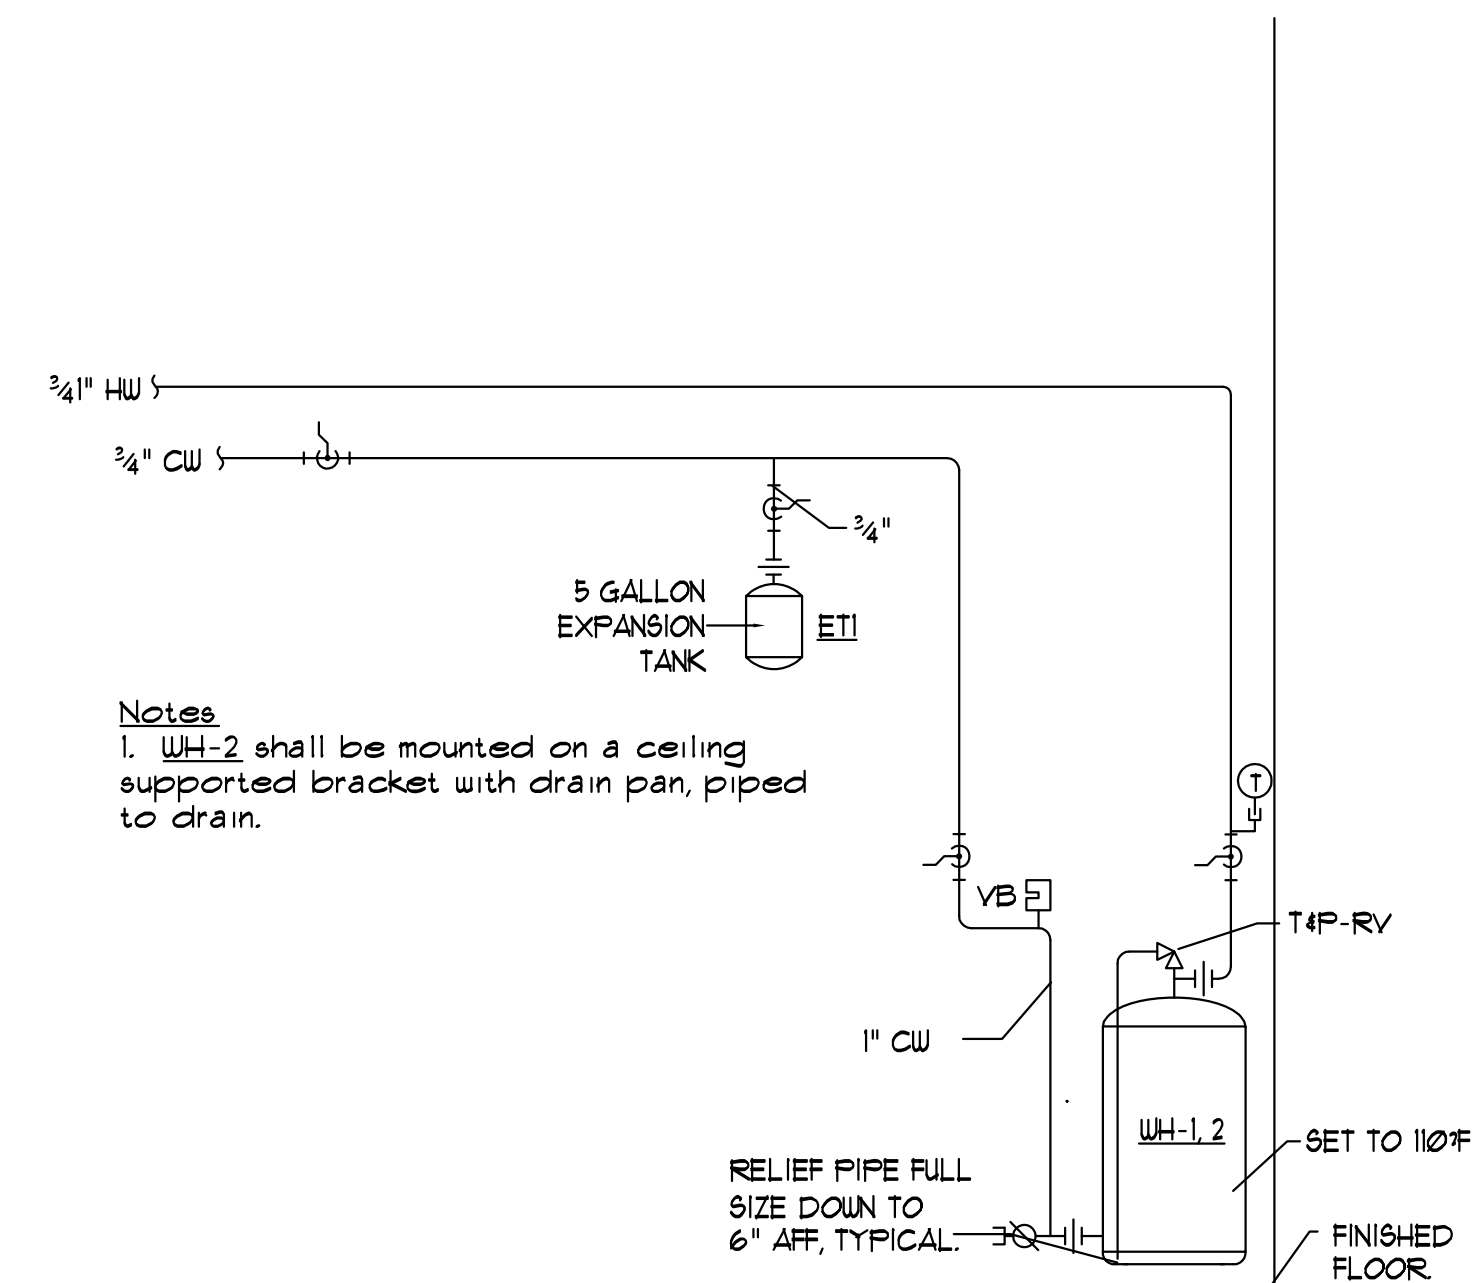 ¾1" HW
¾" CW
¾"
5 GALLON
EXPANSION
TANK
ET1
Notes
1. WH-2 shall be mounted on a ceiling
supported bracket with drain pan, piped
to drain.
T
VB
T&P-RV
1" CW
WH-1, 2
SET TO 110?F
RELIEF PIPE FULL
SIZE DOWN TO
6" AFF, TYPICAL.
FINISHED
FLOOR.